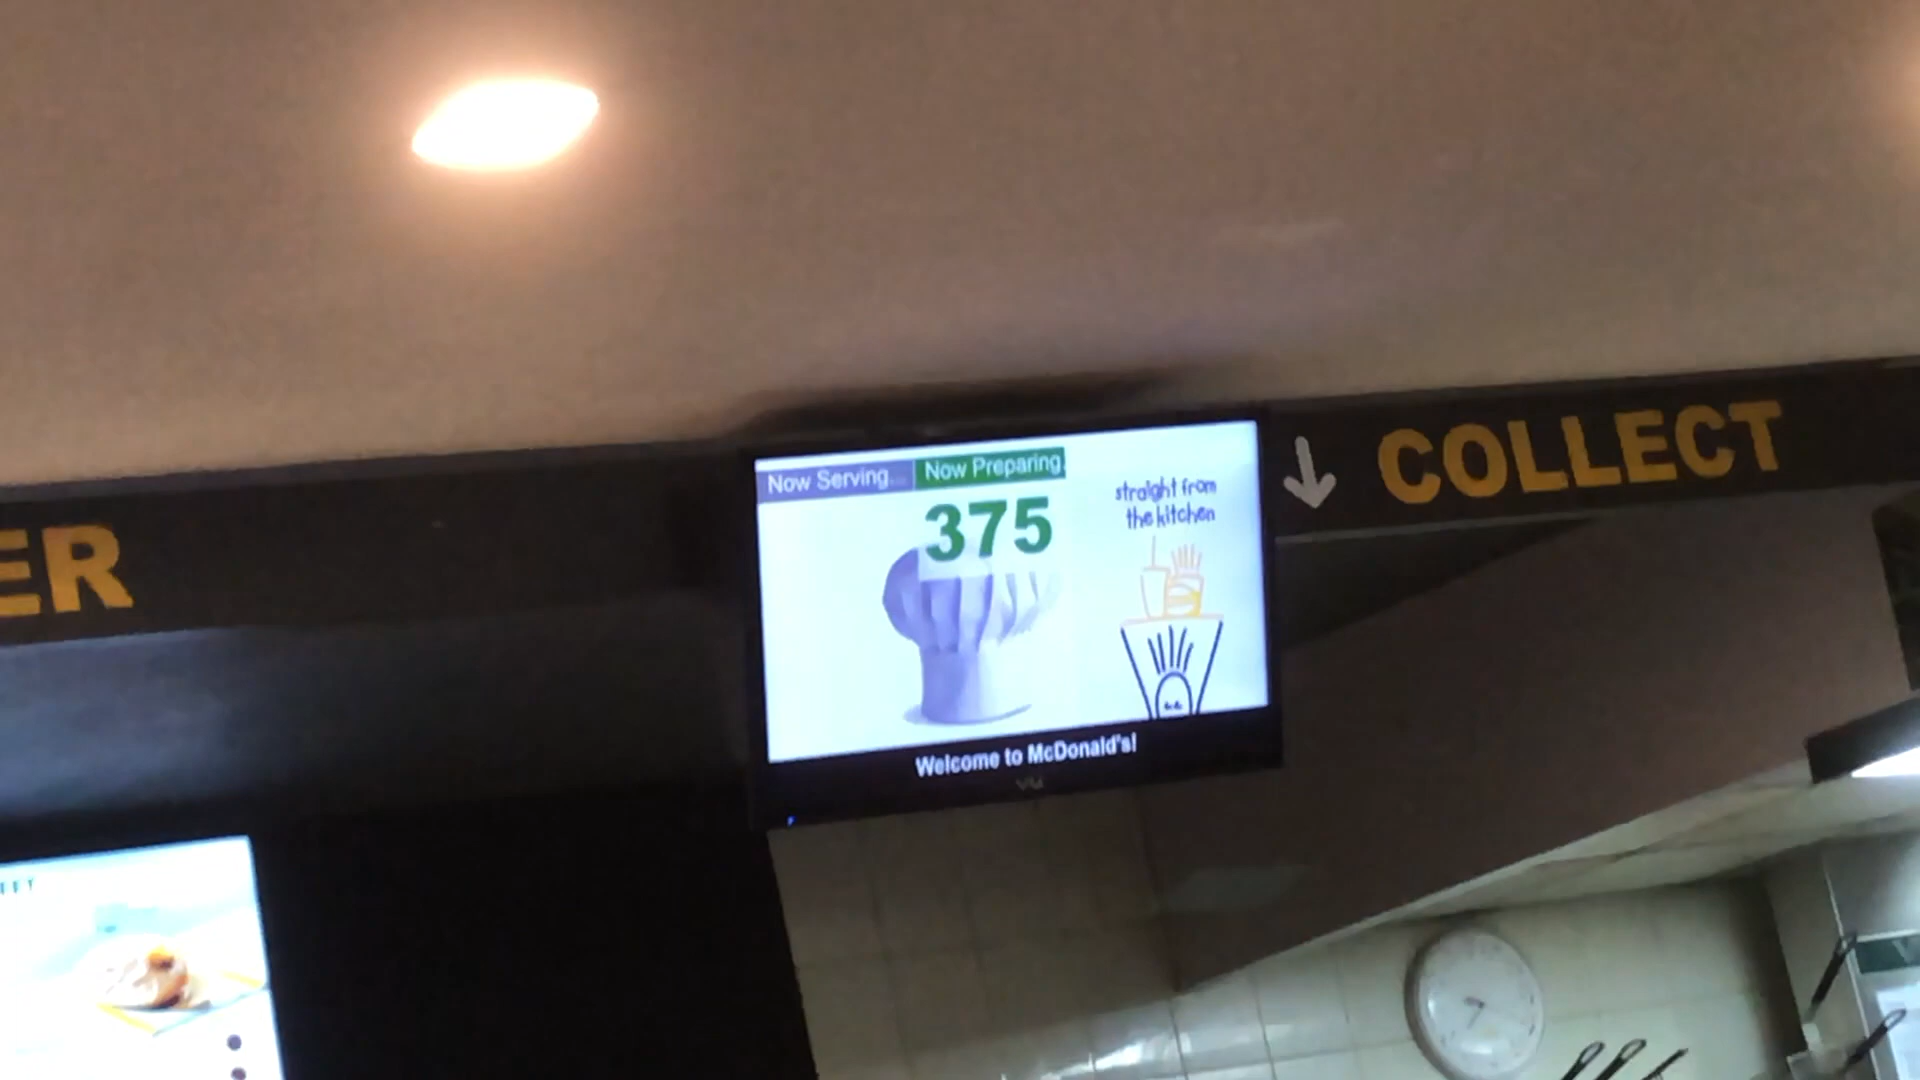 ER
Now Serving...
Now Preparing.
375
straight from
the kitchen
Welcome to McDonald's!
COLLECT